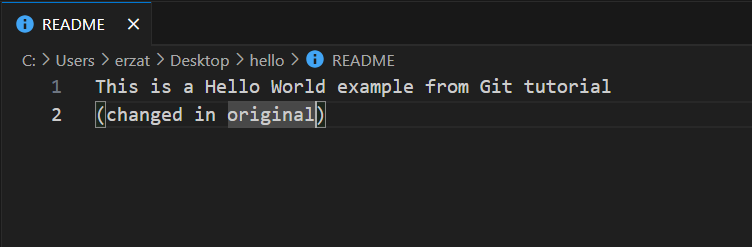 README
C: > Users > erzat > Desktop > hello > README
1 This is a Hello World example from Git tutorial
2 (changed in original)